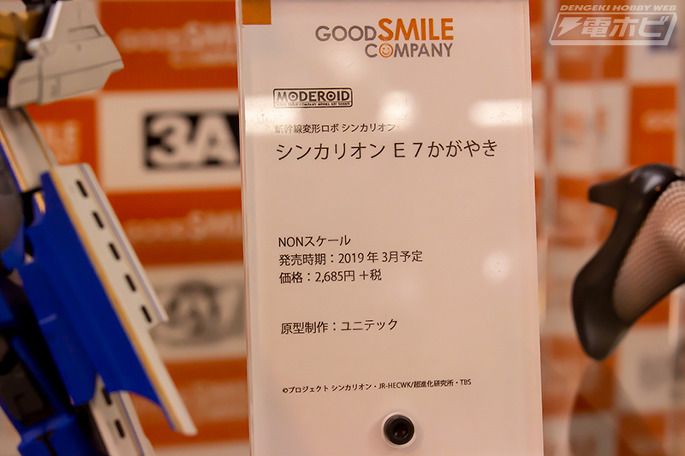 DENGEKI HOBBY WEB
電ホビ
GOODSMILE
COMPANY
MODEROID
新幹線変形ロボ シンカリオン
シンカリオン E7かがやき
3A
GOODSMILE
NONスケール
発売時期：2019年3月予定
価格：2,685円+税
原型制作：ユニテック
©プロジェクト シンカリオン・JR-HECWK/超進化研究所・TBS